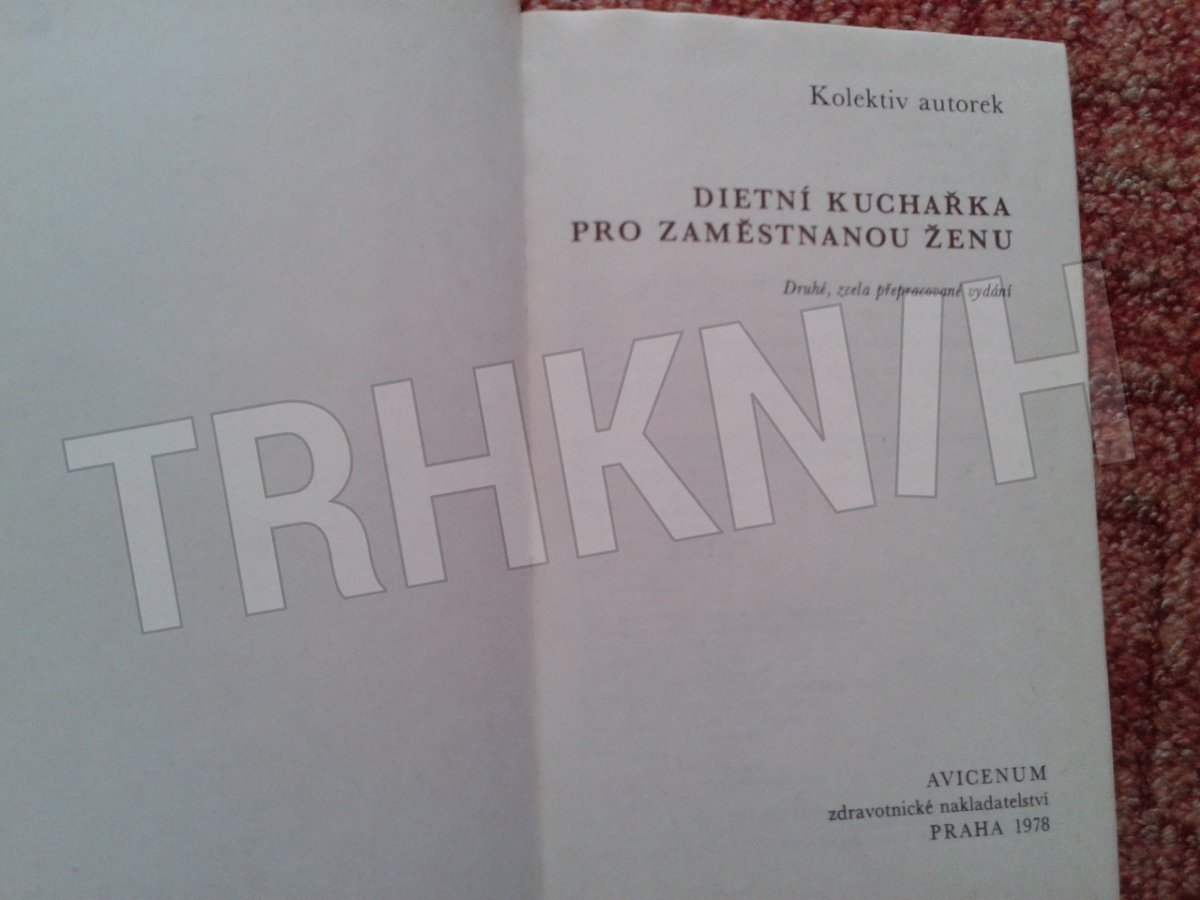 Kolektiv autorek
DIETNÍ KUCHAŘKA
PRO ZAMĚSTNANOU ŽENU
Druhé, zcela přepracované vydání
TRHKNIH
AVICENUM
zdravotnické nakladatelství
PRAHA 1978